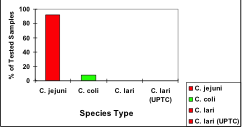 % of Tested Samples
100
80
60
40
20
0
C. jejuni
C. coli
C. lari
C. lari
(UPTC)
Species Type
C. jejuni
C. coli
C. lari
C. lari (UPTC)